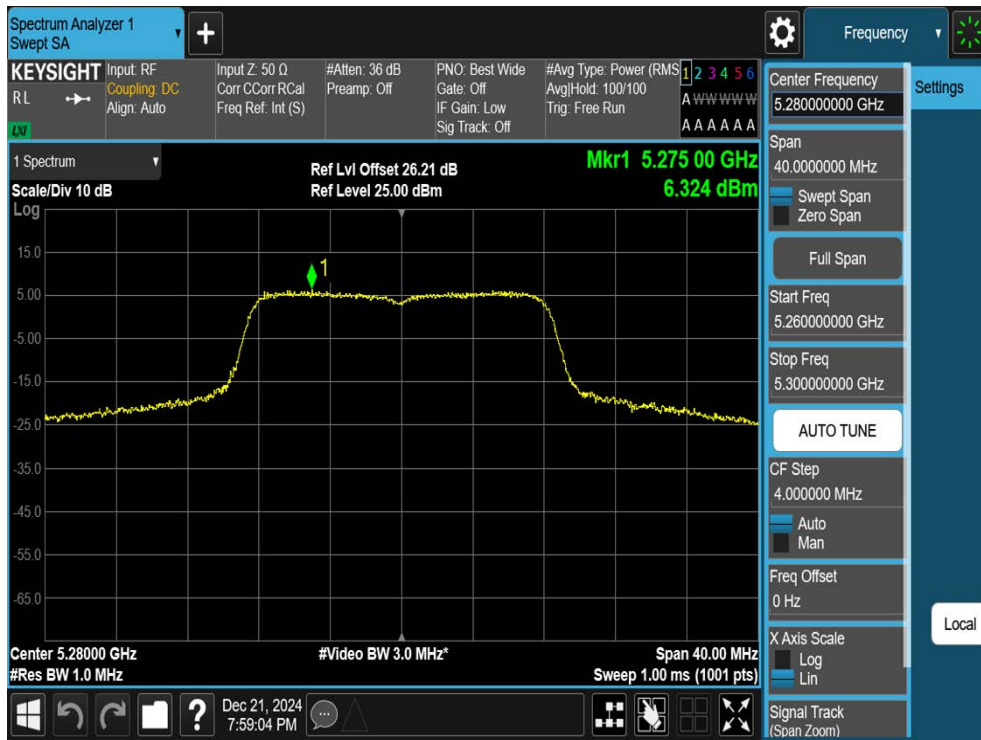 Spectrum Analyzer 1
Swept SA
+
Frequency
KEYSIGHT
RL
LXI
Input: RF
Coupling: DC
Align: Auto
Input Z: 50 Ω
Corr CCorr RCal
Freq Ref: Int (S)
#Atten: 36 dB
Preamp: Off
PNO: Best Wide
Gate: Off
IF Gain: Low
Sig Track: Off
#Avg Type: Power (RMS
Avg|Hold: 100/100
Trig: Free Run
1 2 3 4 5 6
A W W W W W
A A A A A A
Center Frequency
5.280000000 GHz
Settings
1 Spectrum
Scale/Div 10 dB
Log
Ref Lvl Offset 26.21 dB
Ref Level 25.00 dBm
Mkr1 5.275 00 GHz
6.324 dBm
Span
40.0000000 MHz
Swept Span
Zero Span
Full Span
Start Freq
5.260000000 GHz
Stop Freq
5.300000000 GHz
AUTO TUNE
CF Step
4.000000 MHz
Auto
Man
Freq Offset
0 Hz
X Axis Scale
Log
Lin
Signal Track
(Span Zoom)
Local
15.0
5.00
-5.00
-15.0
-25.0
-35.0
-45.0
-55.0
-65.0
1
Center 5.28000 GHz
#Res BW 1.0 MHz
#Video BW 3.0 MHz*
Span 40.00 MHz
Sweep 1.00 ms (1001 pts)
?
Dec 21, 2024
7:59:04 PM